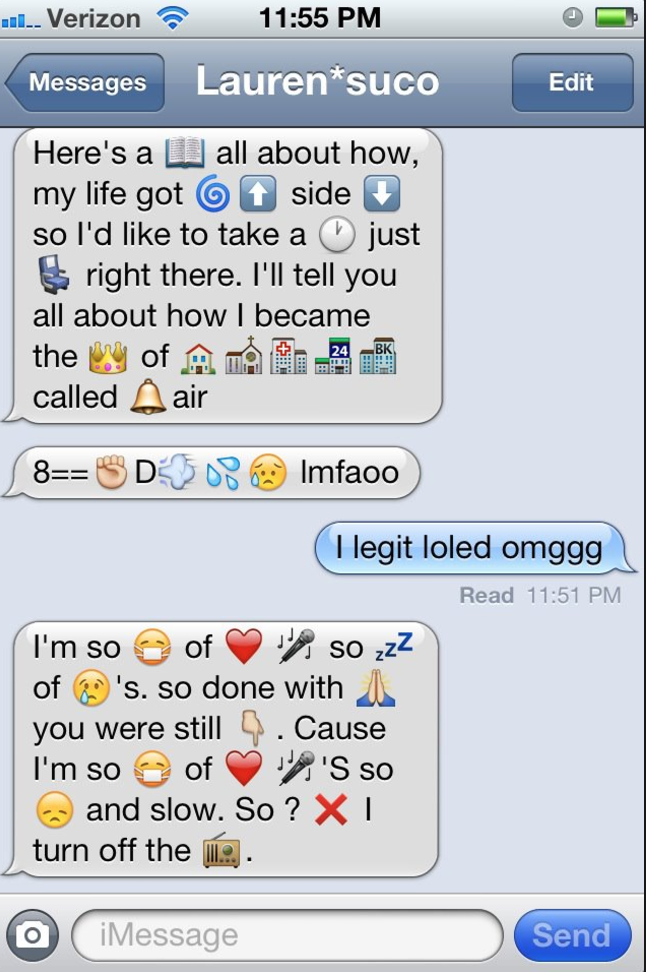 Verizon 11:55 PM
Messages Lauren*suco Edit
Here's a 📖 all about how,
my life got 🌀 ⬆️ side ⬇️
so I'd like to take a 🕐 just
💺 right there. I'll tell you
all about how I became
the 👑 of 🏠 ⛪ 🏥 🏪 🏦
called 🔔 air
8==✊D💨 💦 😥 lmfaoo
I legit loled omggg
Read 11:51 PM
I'm so 😷 of ❤️ 🎤 so 💤
of 😢's. so done with 🙏
you were still 👇 . Cause
I'm so 😷 of ❤️ 🎤'S so
😞 and slow. So ? ❌ I
turn off the 📻.
iMessage Send